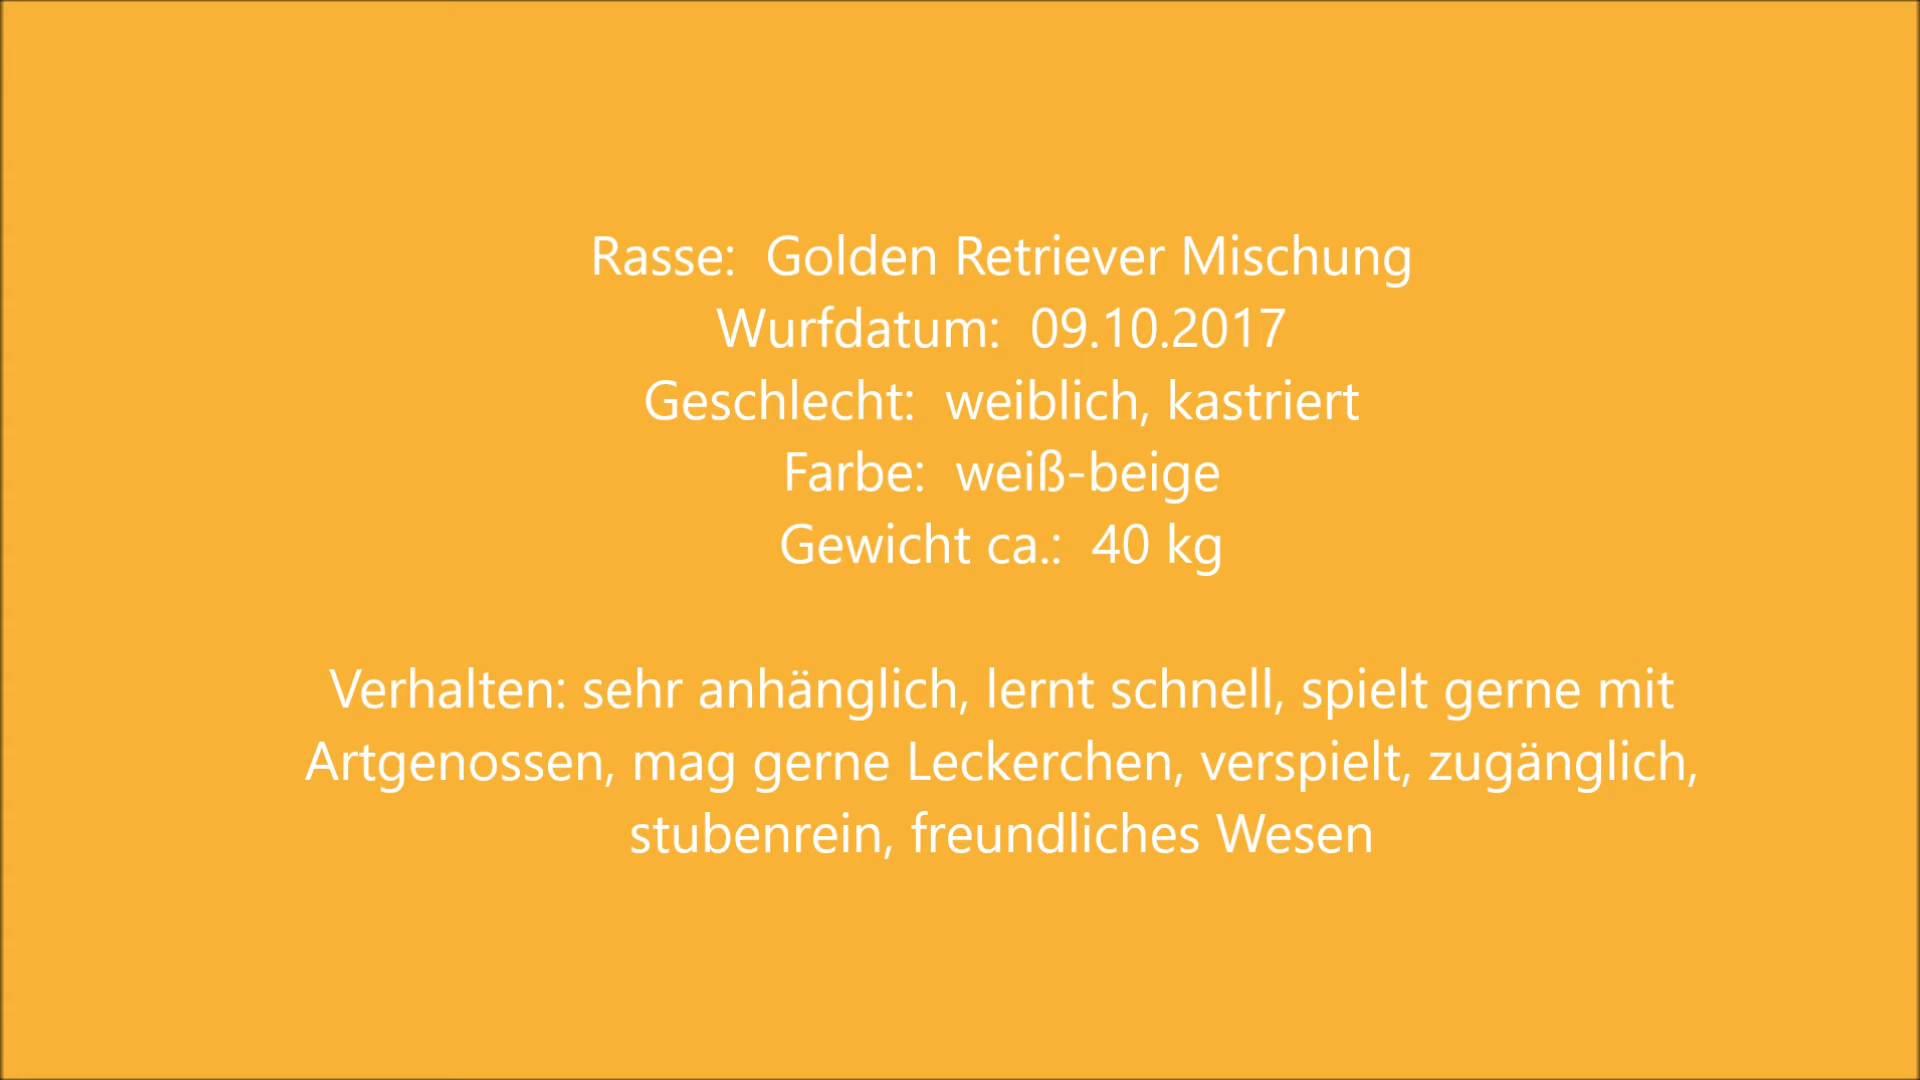 Rasse:  Golden Retriever Mischung
Wurfdatum:  09.10.2017
Geschlecht:  weiblich, kastriert
Farbe:  weiß-beige
Gewicht ca.:  40 kg
Verhalten: sehr anhänglich, lernt schnell, spielt gerne mit
Artgenossen, mag gerne Leckerchen, verspielt, zugänglich,
stubenrein, freundliches Wesen